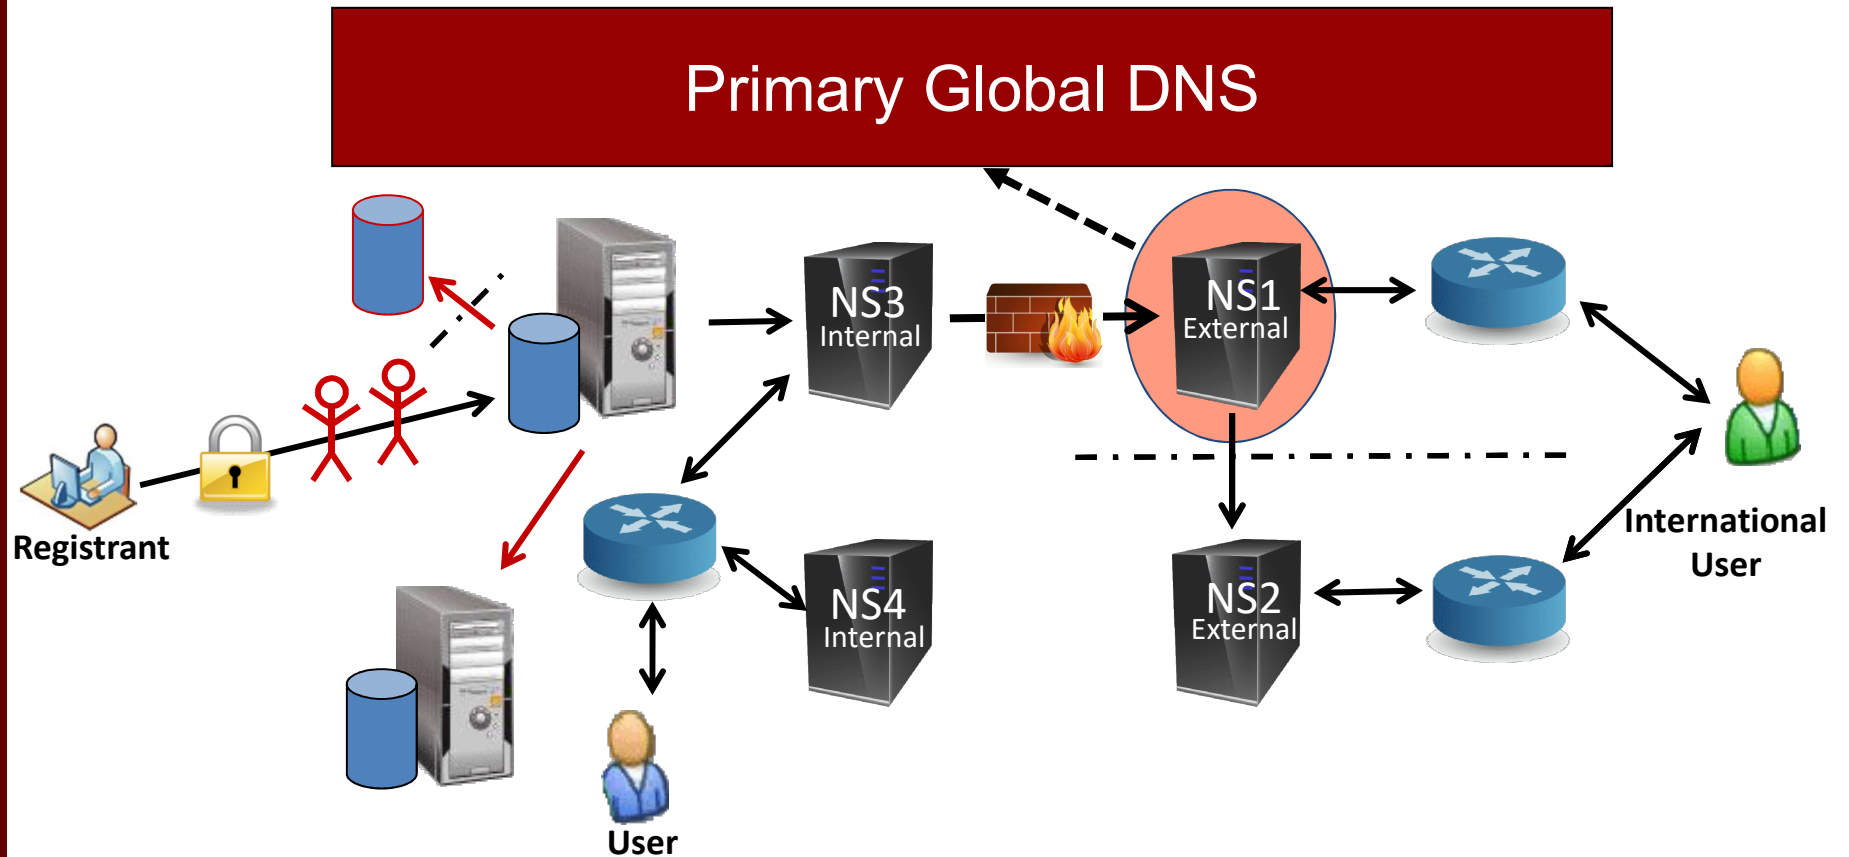 Primary Global DNS
NS3
Internal
NS1
External
Registrant
International
User
NS4
Internal
NS2
External
User